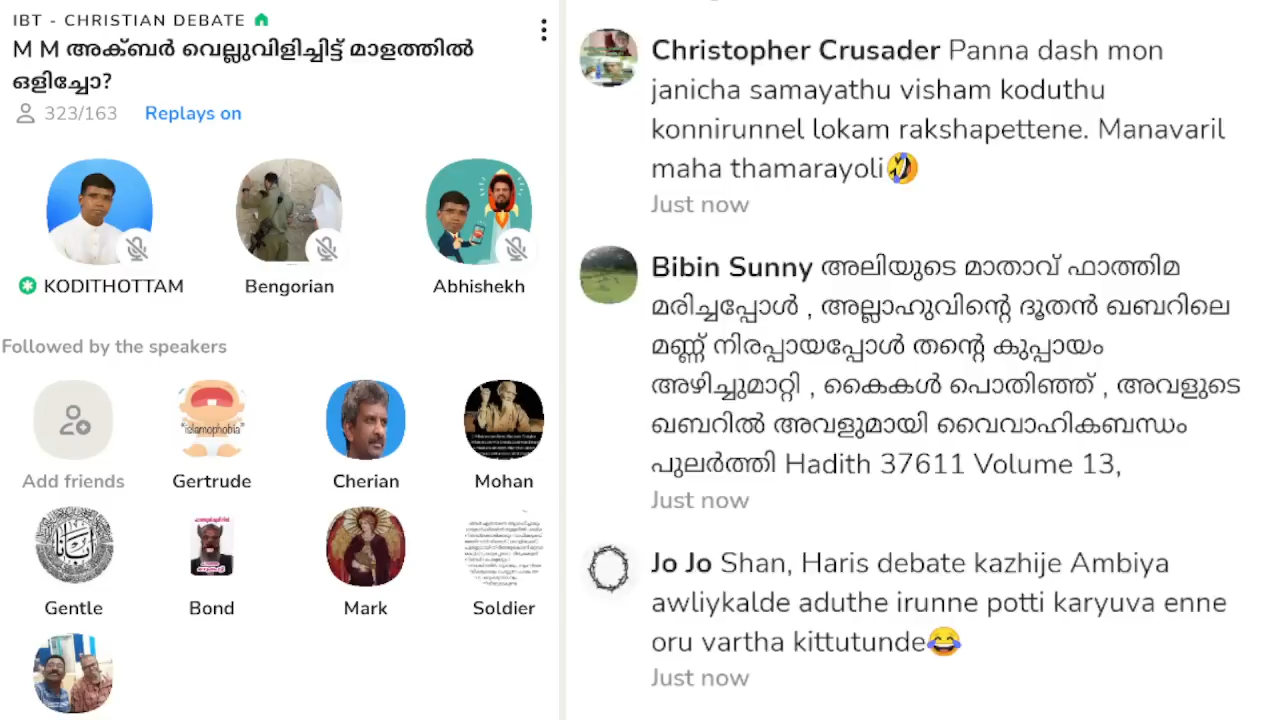 IBT - CHRISTIAN DEBATE
M M അക്ബർ വെല്ലുവിളിച്ചിട്ട് മാളത്തിൽ
ഒളിച്ചോ?
323/163 Replays on
KODITHOTTAM
Bengorian
Abhishekh
Followed by the speakers
"islamophobia"
Add friends
Gertrude
Cherian
Mohan
Gentle
Bond
Mark
Soldier
Christopher Crusader Panna dash mon
janicha samayathu visham koduthu
konnirunnel lokam rakshapettene. Manavaril
maha thamarayoli🤣
Just now
Bibin Sunny അലിയുടെ മാതാവ് ഫാത്തിമ
മരിച്ചപ്പോൾ , അല്ലാഹുവിന്റെ ദൂതൻ ഖബറിലെ
മണ്ണ് നിരപ്പായപ്പോൾ തന്റെ കുപ്പായം
അഴിച്ചുമാറ്റി , കൈകൾ പൊതിഞ്ഞ് , അവളുടെ
ഖബറിൽ അവളുമായി വൈവാഹികബന്ധം
പുലർത്തി Hadith 37611 Volume 13,
Just now
Jo Jo Shan, Haris debate kazhije Ambiya
awliykalde aduthe irunne potti karyuva enne
oru vartha kittutunde😂
Just now